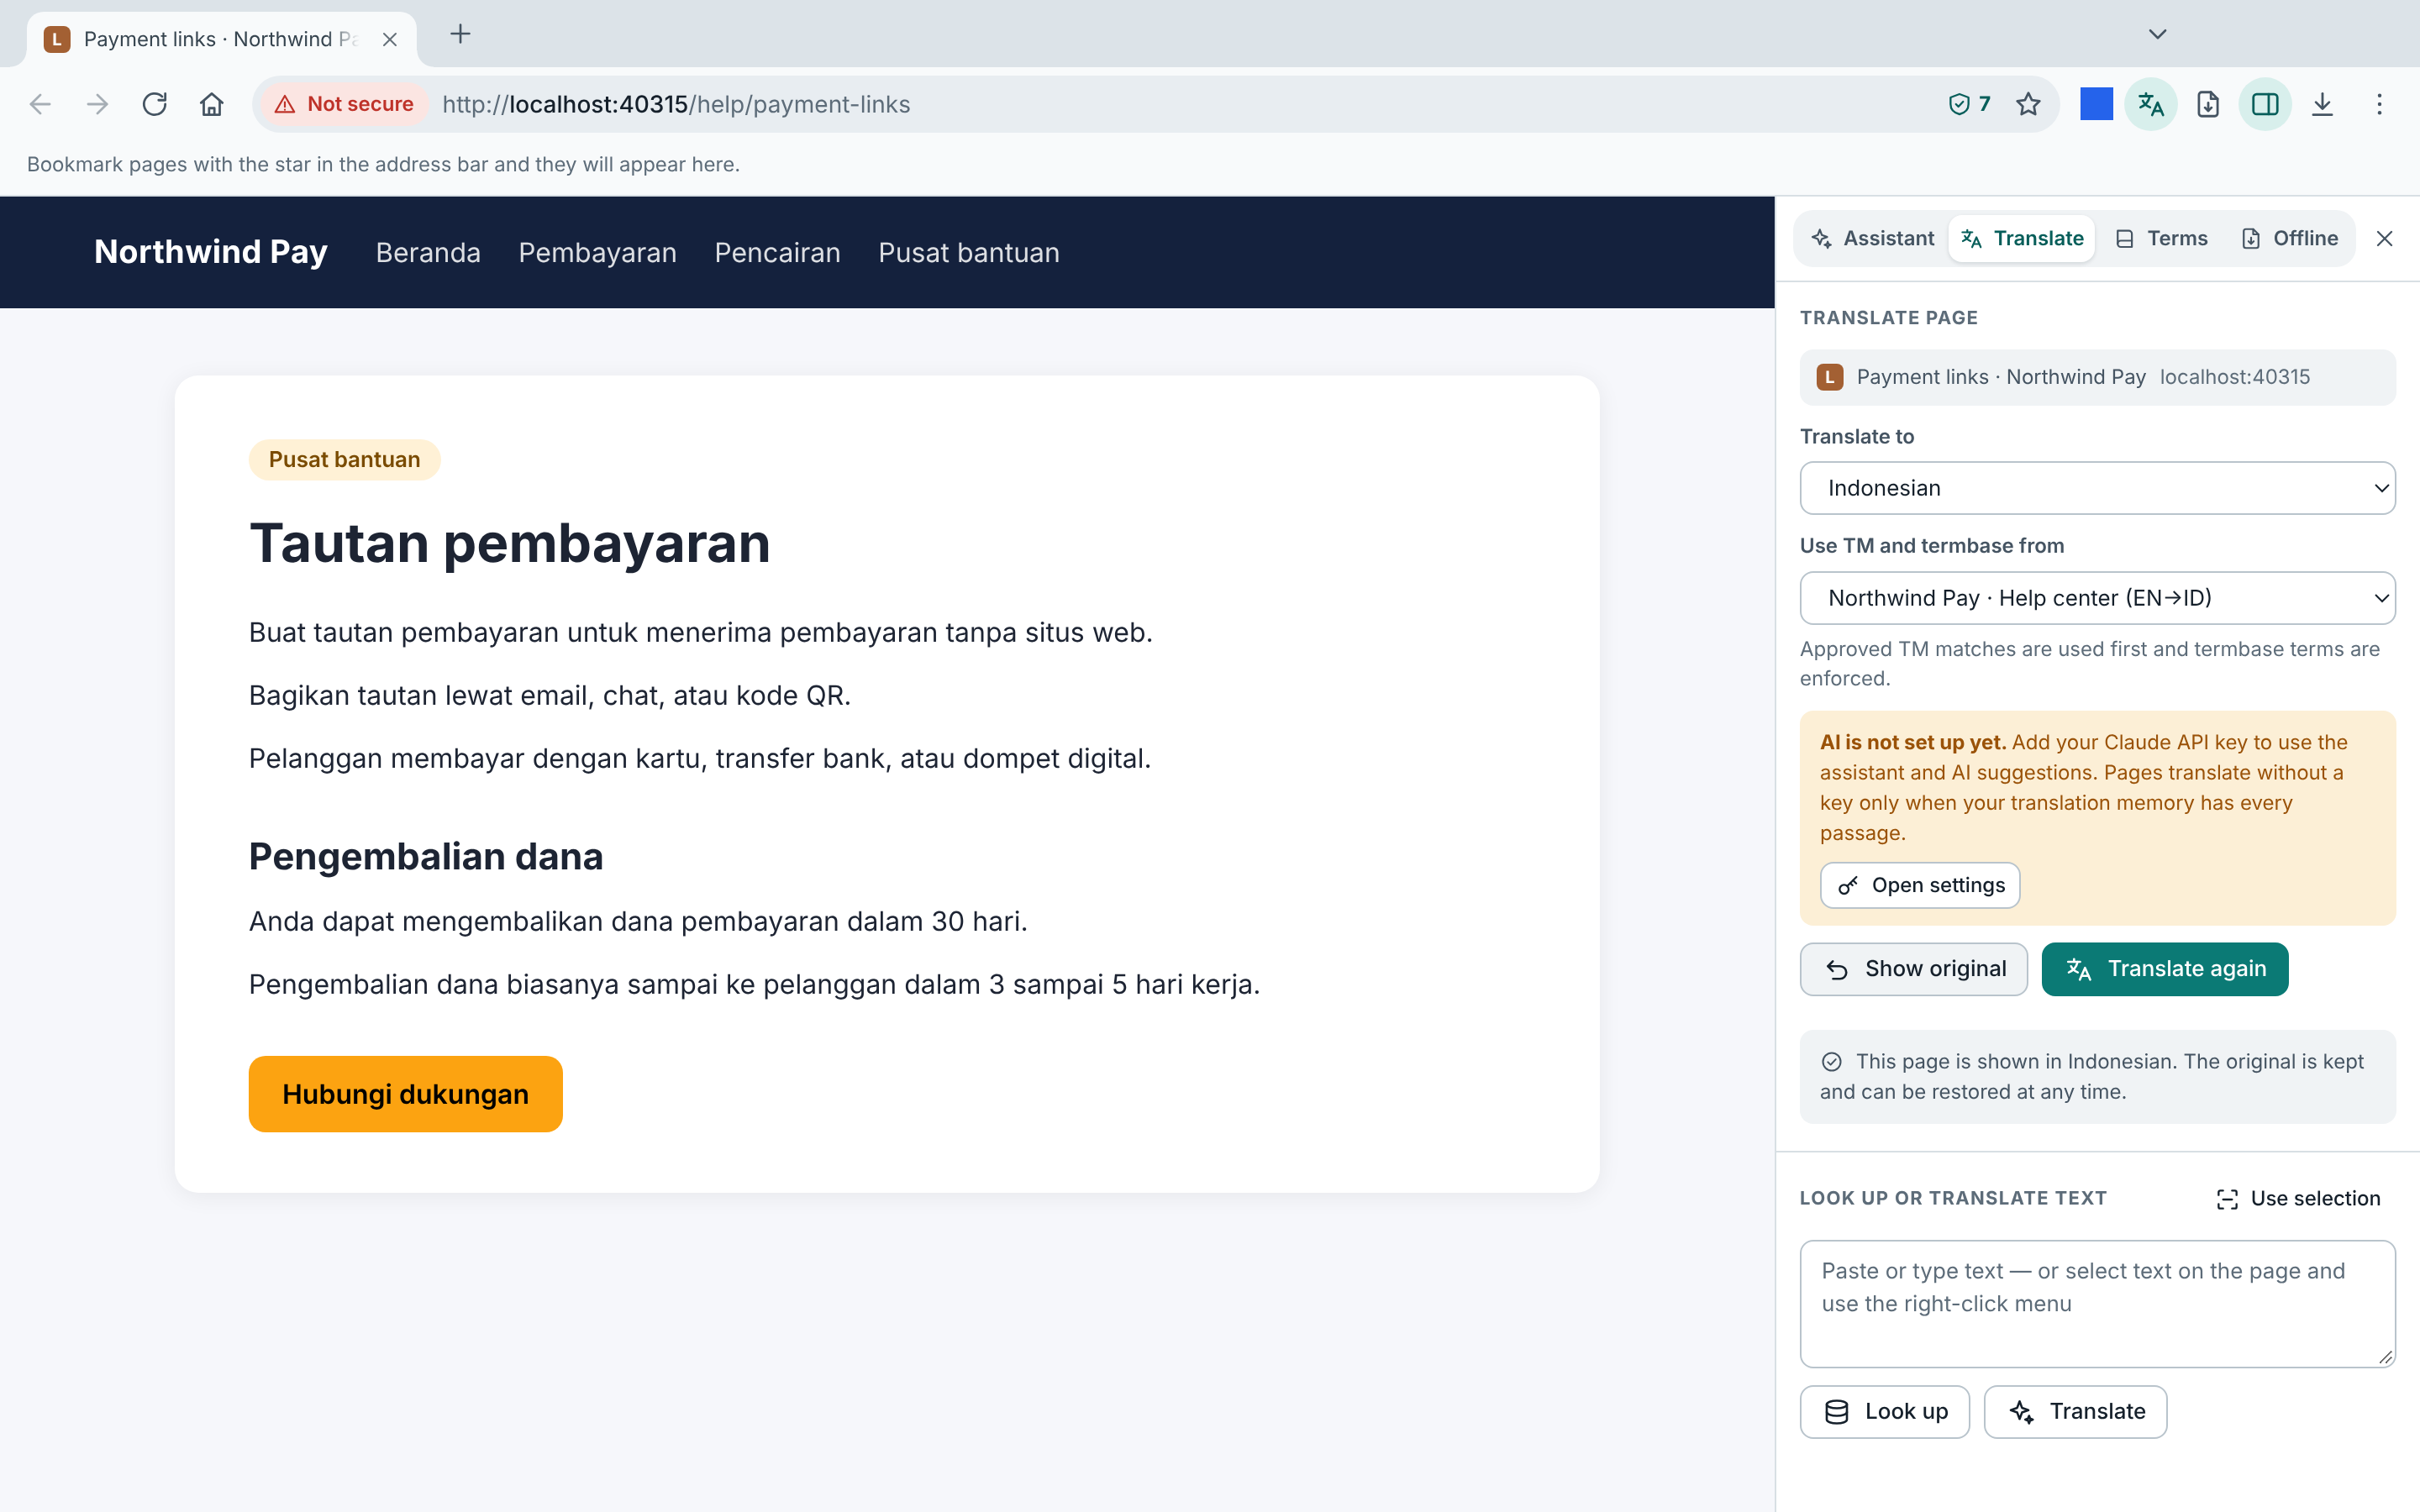 L Payment links · Northwind
Not secure http://localhost:40315/help/payment-links 7
Bookmark pages with the star in the address bar and they will appear here.
Northwind Pay Beranda Pembayaran Pencairan Pusat bantuan
Pusat bantuan
Tautan pembayaran
Buat tautan pembayaran untuk menerima pembayaran tanpa situs web.
Bagikan tautan lewat email, chat, atau kode QR.
Pelanggan membayar dengan kartu, transfer bank, atau dompet digital.
Pengembalian dana
Anda dapat mengembalikan dana pembayaran dalam 30 hari.
Pengembalian dana biasanya sampai ke pelanggan dalam 3 sampai 5 hari kerja.
Hubungi dukungan
Assistant Translate Terms Offline
TRANSLATE PAGE
L Payment links · Northwind Pay localhost:40315
Translate to
Indonesian
Use TM and termbase from
Northwind Pay · Help center (EN→ID)
Approved TM matches are used first and termbase terms are
enforced.
AI is not set up yet. Add your Claude API key to use the
assistant and AI suggestions. Pages translate without a
key only when your translation memory has every
passage.
Open settings
Show original Translate again
This page is shown in Indonesian. The original is kept
and can be restored at any time.
LOOK UP OR TRANSLATE TEXT Use selection
Paste or type text — or select text on the page and
use the right-click menu
Look up Translate